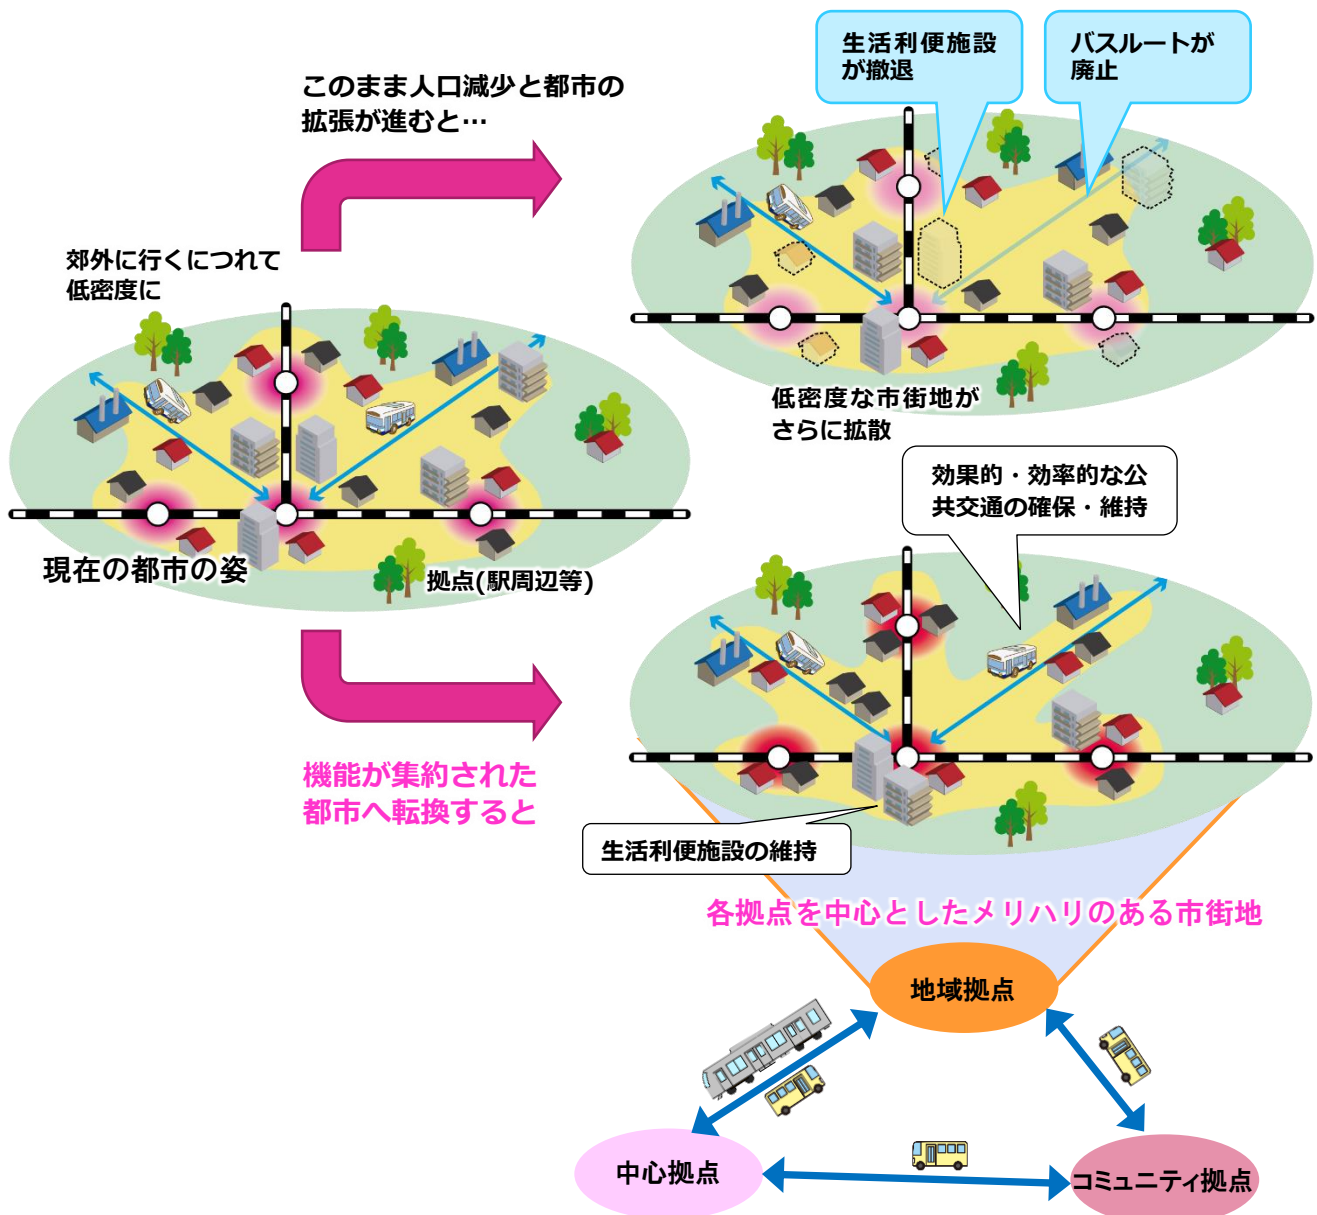 生活利便施設
が撤退
バスルートが
廃止
このまま人口減少と都市の
拡張が進むと…
郊外に行くにつれて
低密度に
低密度な市街地が
さらに拡散
現在の都市の姿
拠点(駅周辺等)
効果的・効率的な公
共交通の確保・維持
機能が集約された
都市へ転換すると
生活利便施設の維持
各拠点を中心としたメリハリのある市街地
地域拠点
中心拠点
コミュニティ拠点